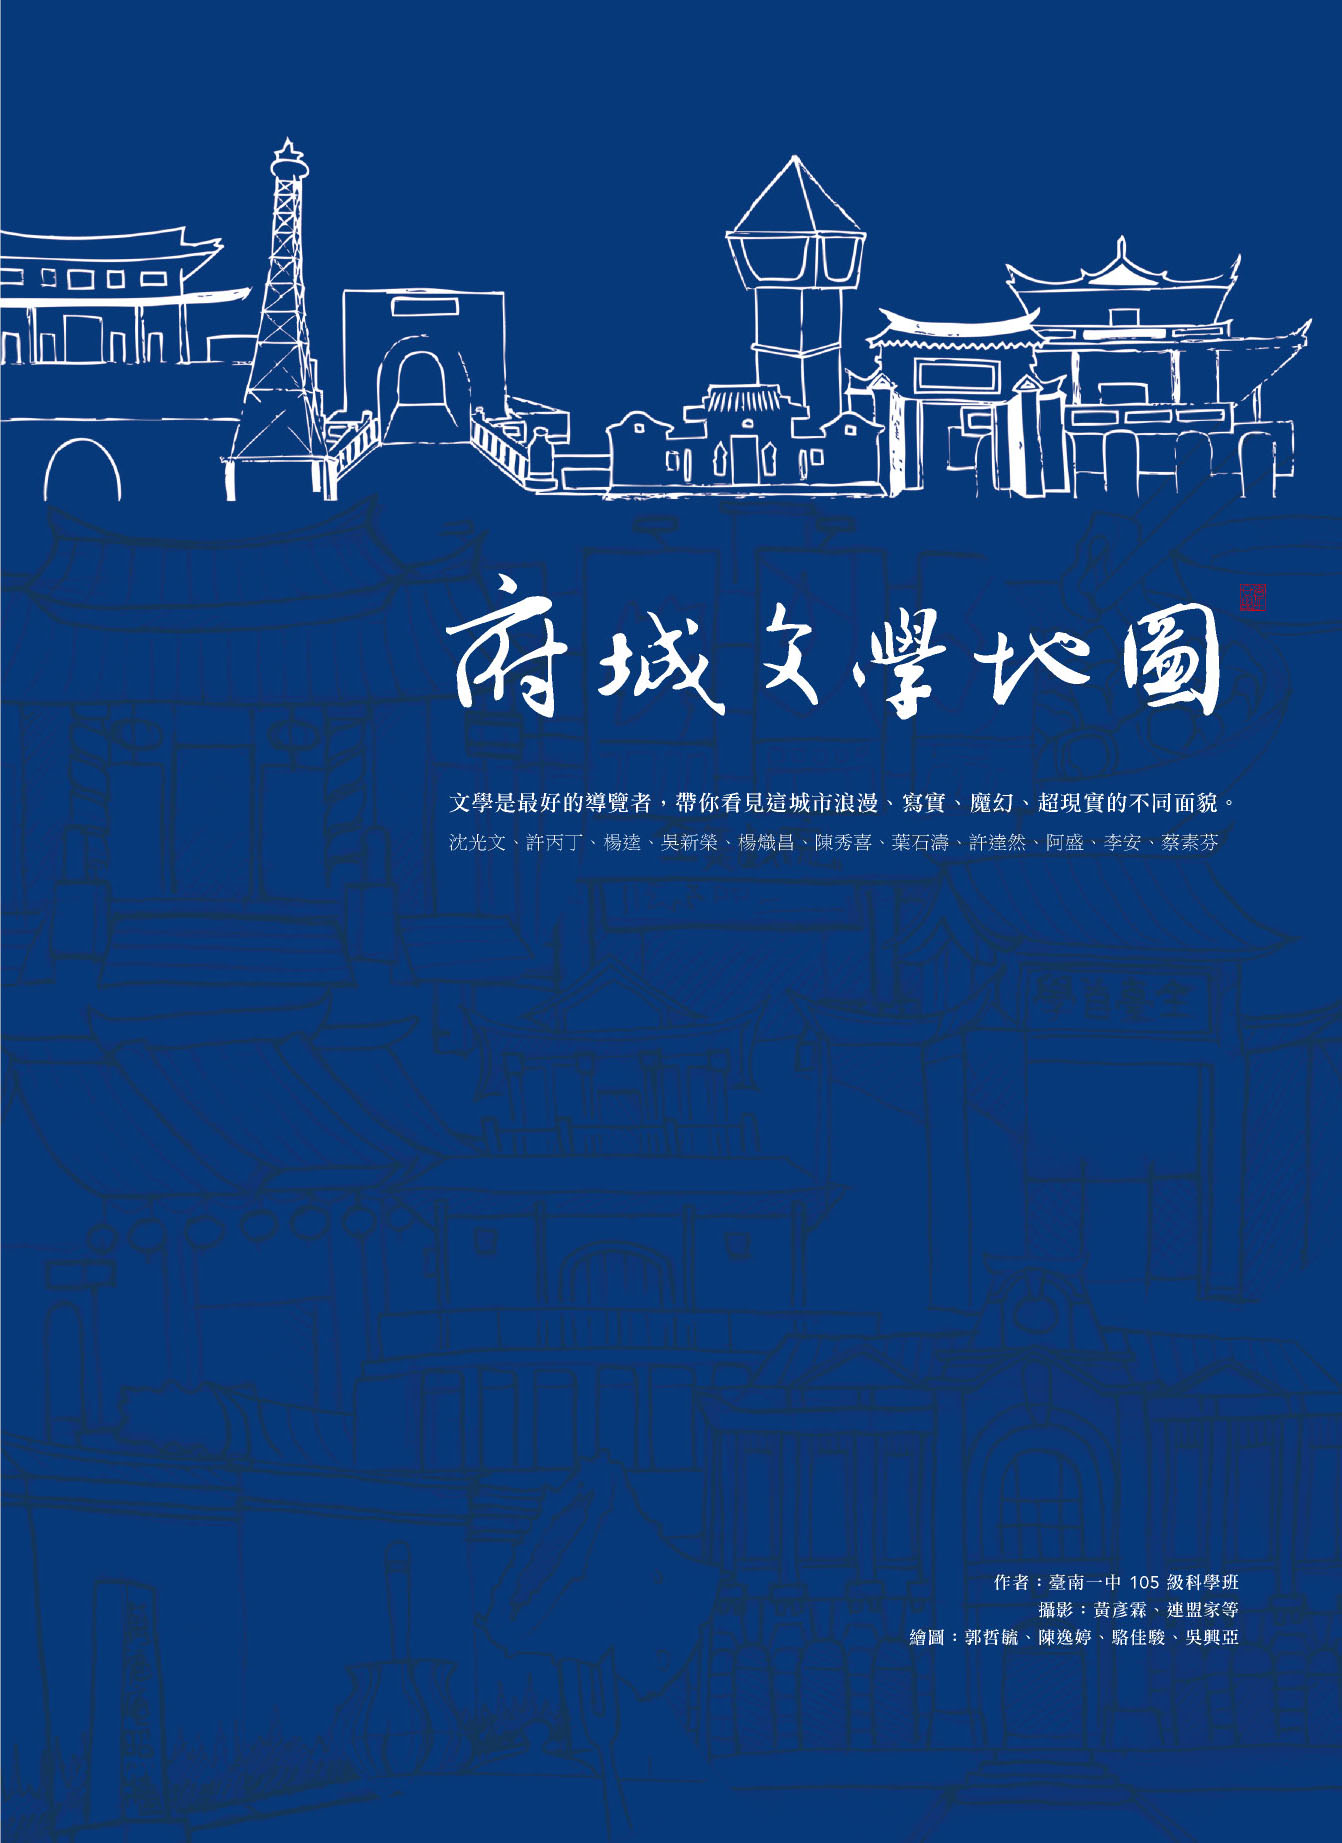 府城文學地圖
文學是最好的導覽者，帶你看見這城市浪漫、寫實、魔幻、超現實的不同面貌。
沈光文、許丙丁、楊逵、吳新榮、楊熾昌、陳秀喜、葉石濤、許達然、阿盛、李安、蔡素芬
全臺首學
作者：臺南一中 105 級科學班
攝影：黃彥霖、連盟家等
繪圖：郭哲毓、陳逸婷、駱佳駿、吳興亞